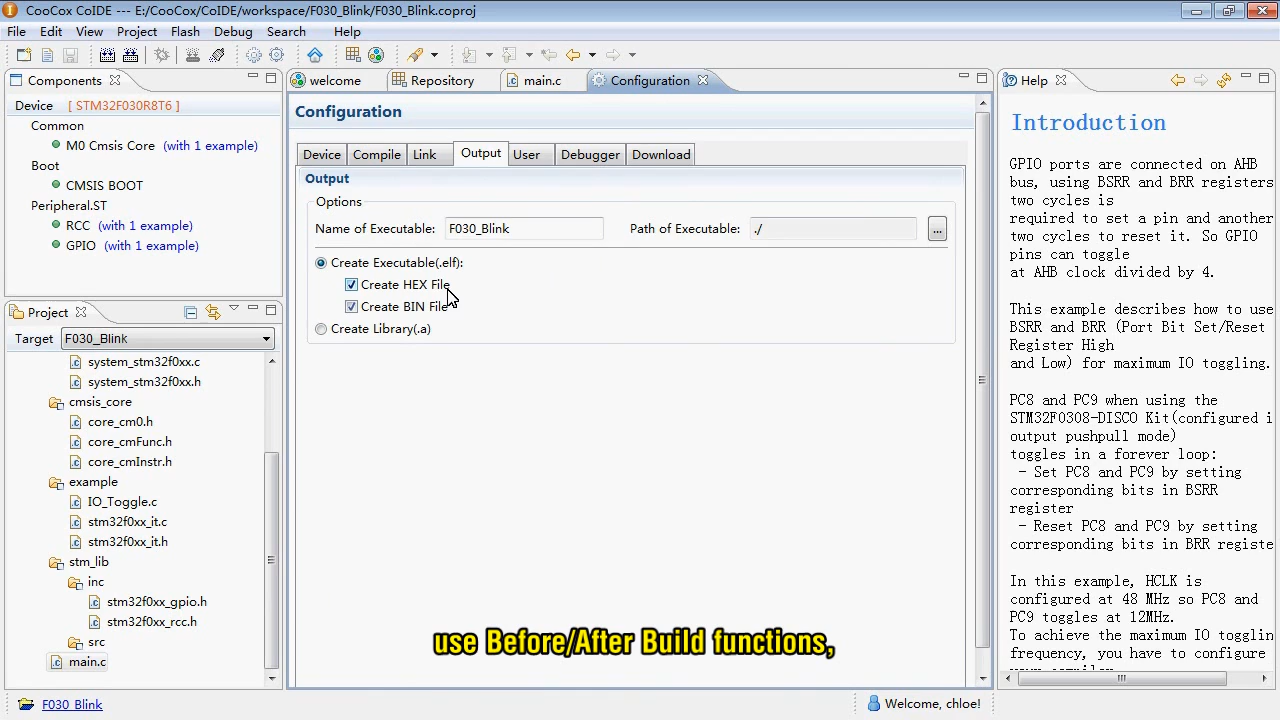 CooCox CoIDE --- E:/CooCox/CoIDE/workspace/F030_Blink/F030_Blink.coproj
File Edit View Project Flash Debug Search Help
Components
Device [ STM32F030R8T6 ]
Common
M0 Cmsis Core (with 1 example)
Boot
CMSIS BOOT
Peripheral.ST
RCC (with 1 example)
GPIO (with 1 example)
Project
Target F030_Blink
system_stm32f0xx.c
system_stm32f0xx.h
cmsis_core
core_cm0.h
core_cmFunc.h
core_cmInstr.h
example
IO_Toggle.c
stm32f0xx_it.c
stm32f0xx_it.h
stm_lib
inc
stm32f0xx_gpio.h
stm32f0xx_rcc.h
src
main.c
F030_Blink
welcome Repository main.c Configuration
Configuration
Device Compile Link Output User Debugger Download
Output
Options
Name of Executable: F030_Blink Path of Executable: ./ ...
Create Executable(.elf):
Create HEX File
Create BIN File
Create Library(.a)
use Before/After Build functions,
Help
Introduction
GPIO ports are connected on AHB
bus, using BSRR and BRR registers
two cycles is
required to set a pin and another
two cycles to reset it. So GPIO
pins can toggle
at AHB clock divided by 4.
This example describes how to use
BSRR and BRR (Port Bit Set/Reset
Register High
and Low) for maximum IO toggling.
PC8 and PC9 when using the
STM32F0308-DISCO Kit(configured i
output pushpull mode)
toggles in a forever loop:
- Set PC8 and PC9 by setting
corresponding bits in BSRR
register
- Reset PC8 and PC9 by setting
corresponding bits in BRR registe
In this example, HCLK is
configured at 48 MHz so PC8 and
PC9 toggles at 12MHz.
To achieve the maximum IO togglin
frequency, you have to configure
Welcome, chloe!